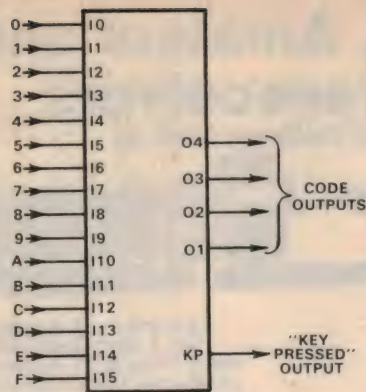 0 I0
1 I1
2 I2
3 I3
4 I4
5 I5
6 I6
7 I7
8 I8
9 I9
A I10
B I11
C I12
D I13
E I14
F I15
O4
O3
O2
O1
CODE
OUTPUTS
KP
"KEY
PRESSED"
OUTPUT